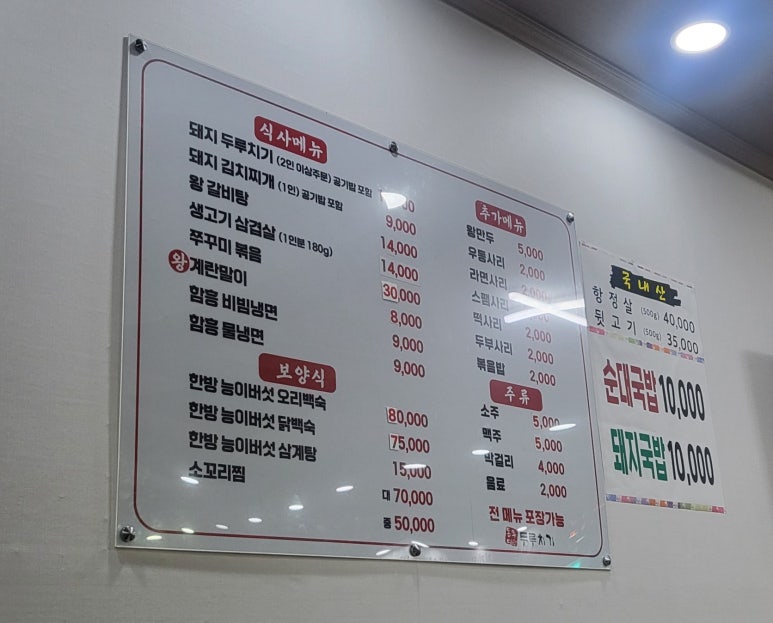 식사메뉴
돼지 두루치기 (2인 이상주문) 공기밥 포함
돼지 김치찌개 (1인) 공기밥 포함 9,000
왕 갈비탕 14,000
생고기 삼겹살 (1인분 180g) 14,000
쭈꾸미 볶음 30,000
왕 계란말이 8,000
함흥 비빔냉면 9,000
함흥 물냉면 9,000
보양식
한방 능이버섯 오리백숙 80,000
한방 능이버섯 닭백숙 75,000
한방 능이버섯 삼계탕 15,000
소꼬리찜 대 70,000
중 50,000
추가메뉴
왕만두 5,000
우동사리 2,000
라면사리 2,000
스팸사리
떡사리 2,000
두부사리 2,000
볶음밥 2,000
주류
소주 5,000
맥주 5,000
막걸리 4,000
음료 2,000
전 메뉴 포장가능
두루치기
국내산
항정살 (500g) 40,000
뒷고기 (500g) 35,000
순대국밥 10,000
돼지국밥 10,000